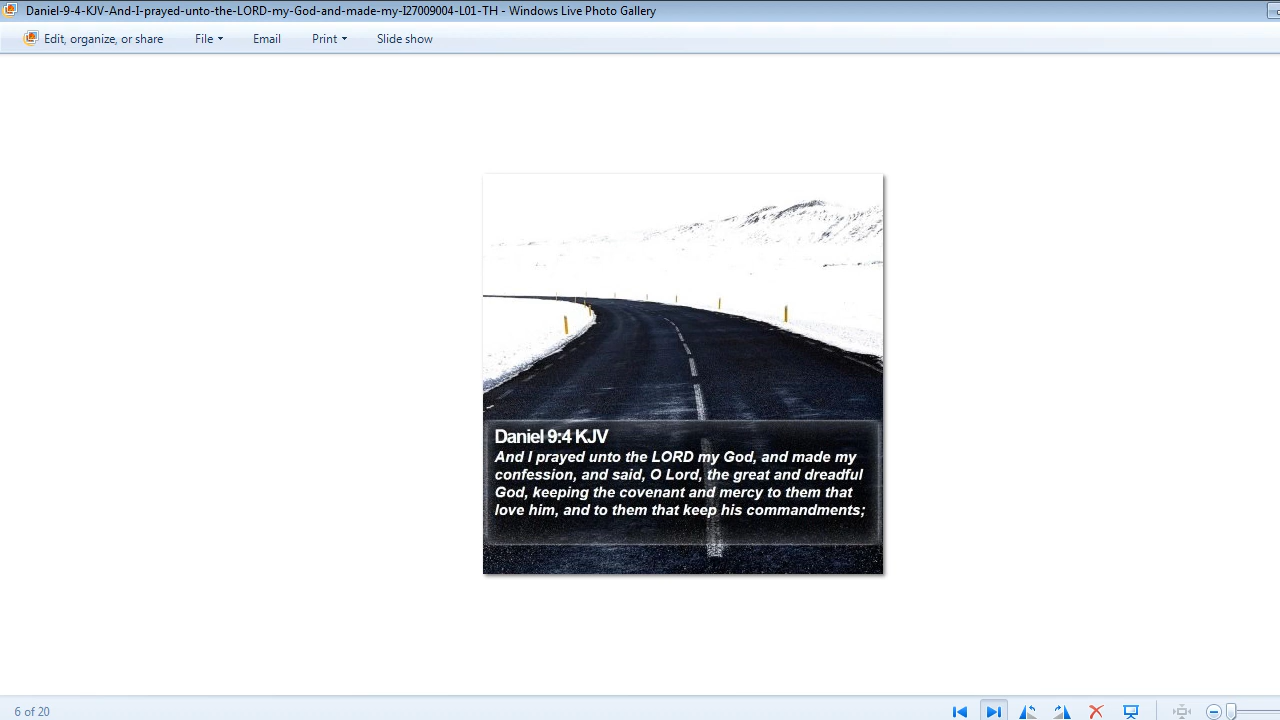 Daniel-9-4-KJV-And-I-prayed-unto-the-LORD-my-God-and-made-my-I27009094-L01-TH - Windows Live Photo Gallery
Edit, organize, or share File Email Print Slide show
Daniel 9:4 KJV
And I prayed unto the LORD my God, and made my
confession, and said, O Lord, the great and dreadful
God, keeping the covenant and mercy to them that
love him, and to them that keep his commandments;
6 of 20